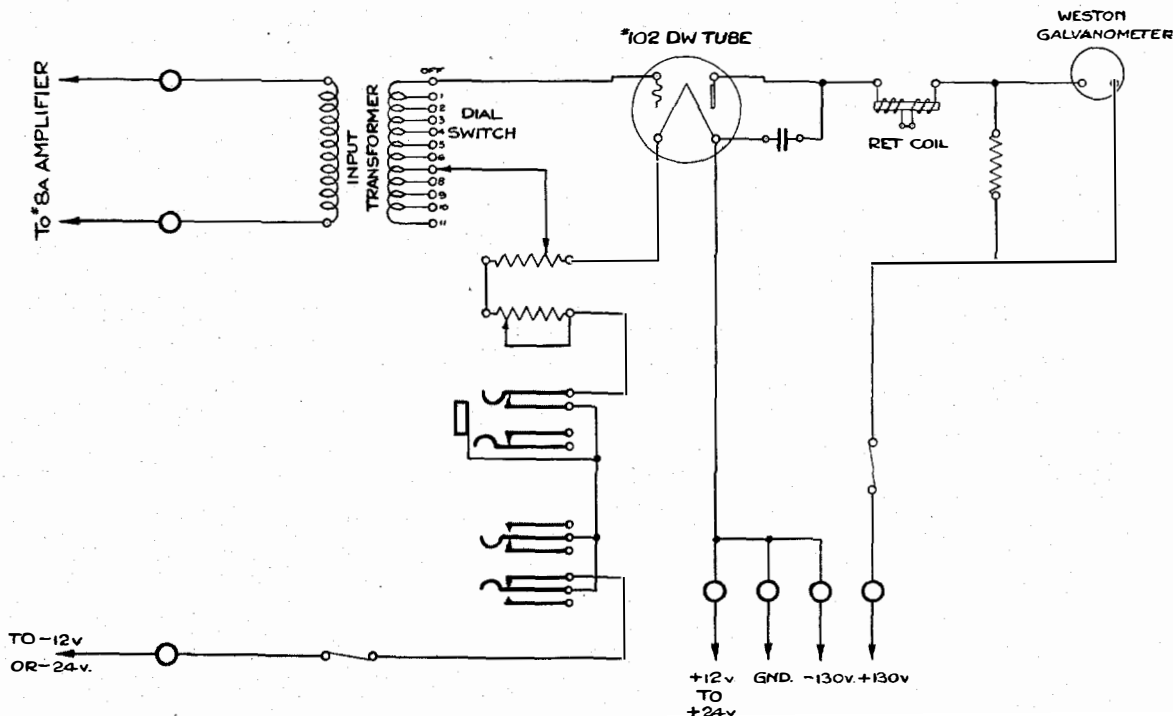 WESTON
GALVANOMETER
#102 DW TUBE
OFF
1
2
3
4
5
6
8
9
10
11
DIAL
SWITCH
INPUT
TRANSFORMER
TO #8A AMPLIFIER
RET COIL
TO -12V
OR -24V.
+12V
TO
+24V
GND.
-130V.
+130V